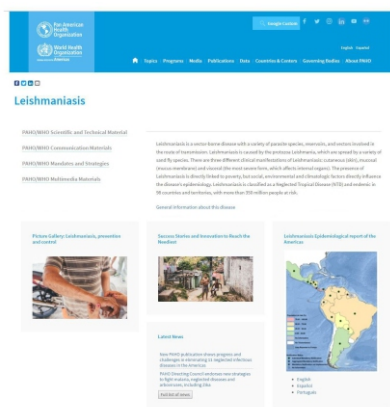 Pan American
Health
Organization
World Health
Organization
Americas
Google Custom
English Español
Topics Programs Media Publications Data Countries & Centers Governing Bodies About PAHO
Leishmaniasis
PAHO/WHO Scientific and Technical Material
PAHO/WHO Communication Materials
PAHO/WHO Mandates and Strategies
PAHO/WHO Multimedia Materials
Leishmaniasis is a vector-borne disease with a variety of parasite species, reservoirs, and vectors involved in
the route of transmission. Leishmaniasis is caused by the protozoa Leishmania, which are spread by a variety of
sand fly species. There are three different clinical manifestations of Leishmaniasis: cutaneous (skin), mucosal
(mucous membranes) and visceral (the most severe form, which affects internal organs). The presence of
Leishmaniasis is directly linked to poverty, but social, environmental and climatologic factors directly influence
the disease's epidemiology. Leishmaniasis is classified as a Neglected Tropical Disease (NTD) and endemic in
98 countries and territories, with more than 350 million people at risk.
General information about this disease
Picture Gallery: Leishmaniasis, prevention
and control
Success Stories and Innovation to Reach the
Neediest
Leishmaniasis Epidemiological report of the
Americas
Latest News
New PAHO publication shows progress and
challenges in eliminating 11 neglected infectious
diseases in the Americas
PAHO Directing Council endorses new strategies
to fight malaria, neglected diseases and
arboviruses, including Zika
Full list of news
English
Español
Português